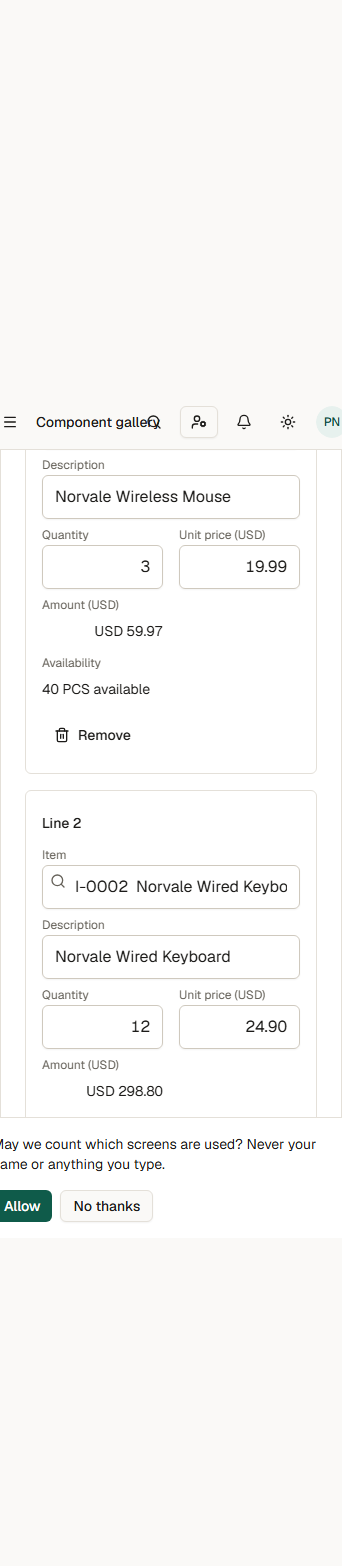 Component gallery
PN
Description
Norvale Wireless Mouse
Quantity
Unit price (USD)
3
19.99
Amount (USD)
USD 59.97
Availability
40 PCS available
Remove
Line 2
Item
I-0002 Norvale Wired Keybo
Description
Norvale Wired Keyboard
Quantity
Unit price (USD)
12
24.90
Amount (USD)
USD 298.80
May we count which screens are used? Never your
ame or anything you type.
Allow
No thanks